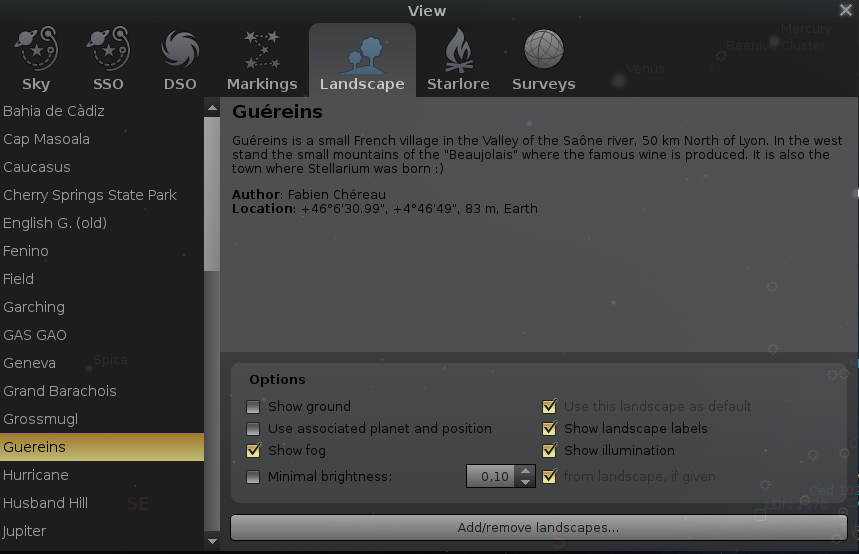 View
Mercury
Beehive Cluster
Venus
Sky
SSO
DSO
Markings
Landscape
Starlore
Surveys
Bahia de Càdiz
Cap Masoala
Caucasus
Cherry Springs State Park
English G. (old)
Fenino
Field
Garching
GAS GAO
Geneva
Spica
Grand Barachois
Grossmugl
Guereins
Hurricane
Husband Hill
SE
Jupiter
Guéreins
Guéreins is a small French village in the Valley of the Saône river, 50 km North of Lyon. In the west
stand the small mountains of the "Beaujolais" where the famous wine is produced. It is also the
town where Stellarium was born :)
Author: Fabien Chéreau
Location: +46°6'30.99", +4°46'49", 83 m, Earth
Options
Show ground
Use this landscape as default
Use associated planet and position
Show landscape labels
Show fog
Show illumination
Minimal brightness:
0,10
from landscape, if given
Add/remove landscapes...
S